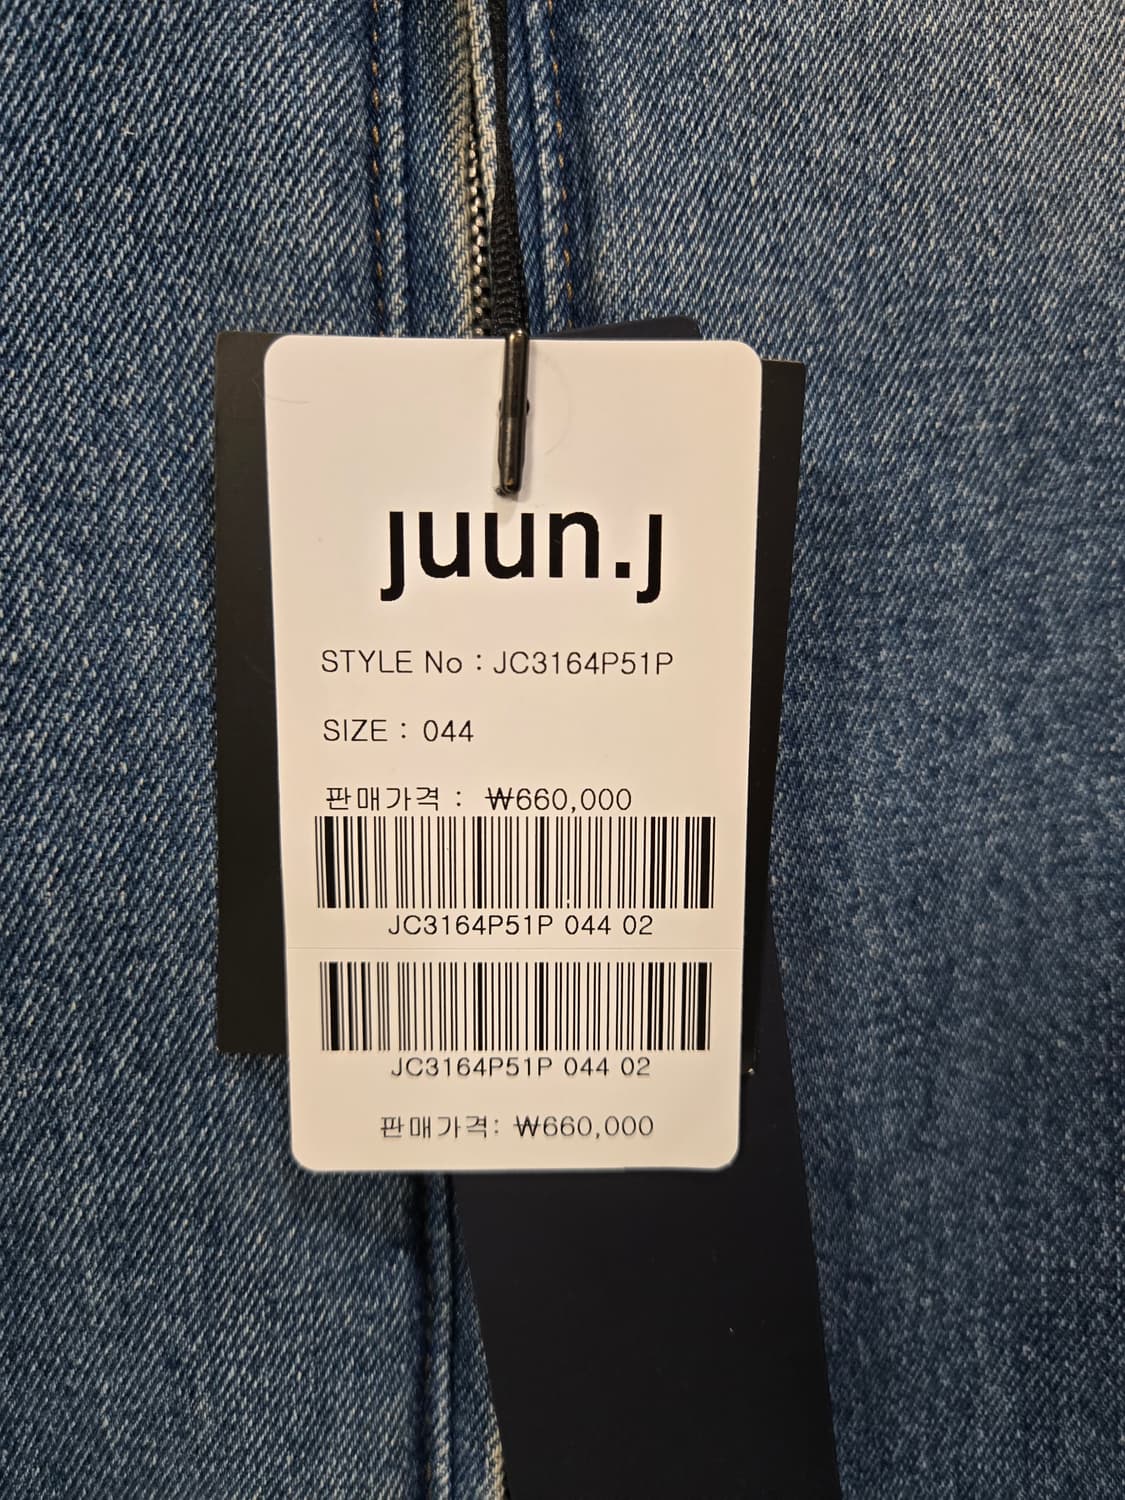 juun.j
STYLE No : JC3164P51P
SIZE : 044
판매가격 : ₩660,000
JC3164P51P 044 02
JC3164P51P 044 02
판매가격: ₩660,000